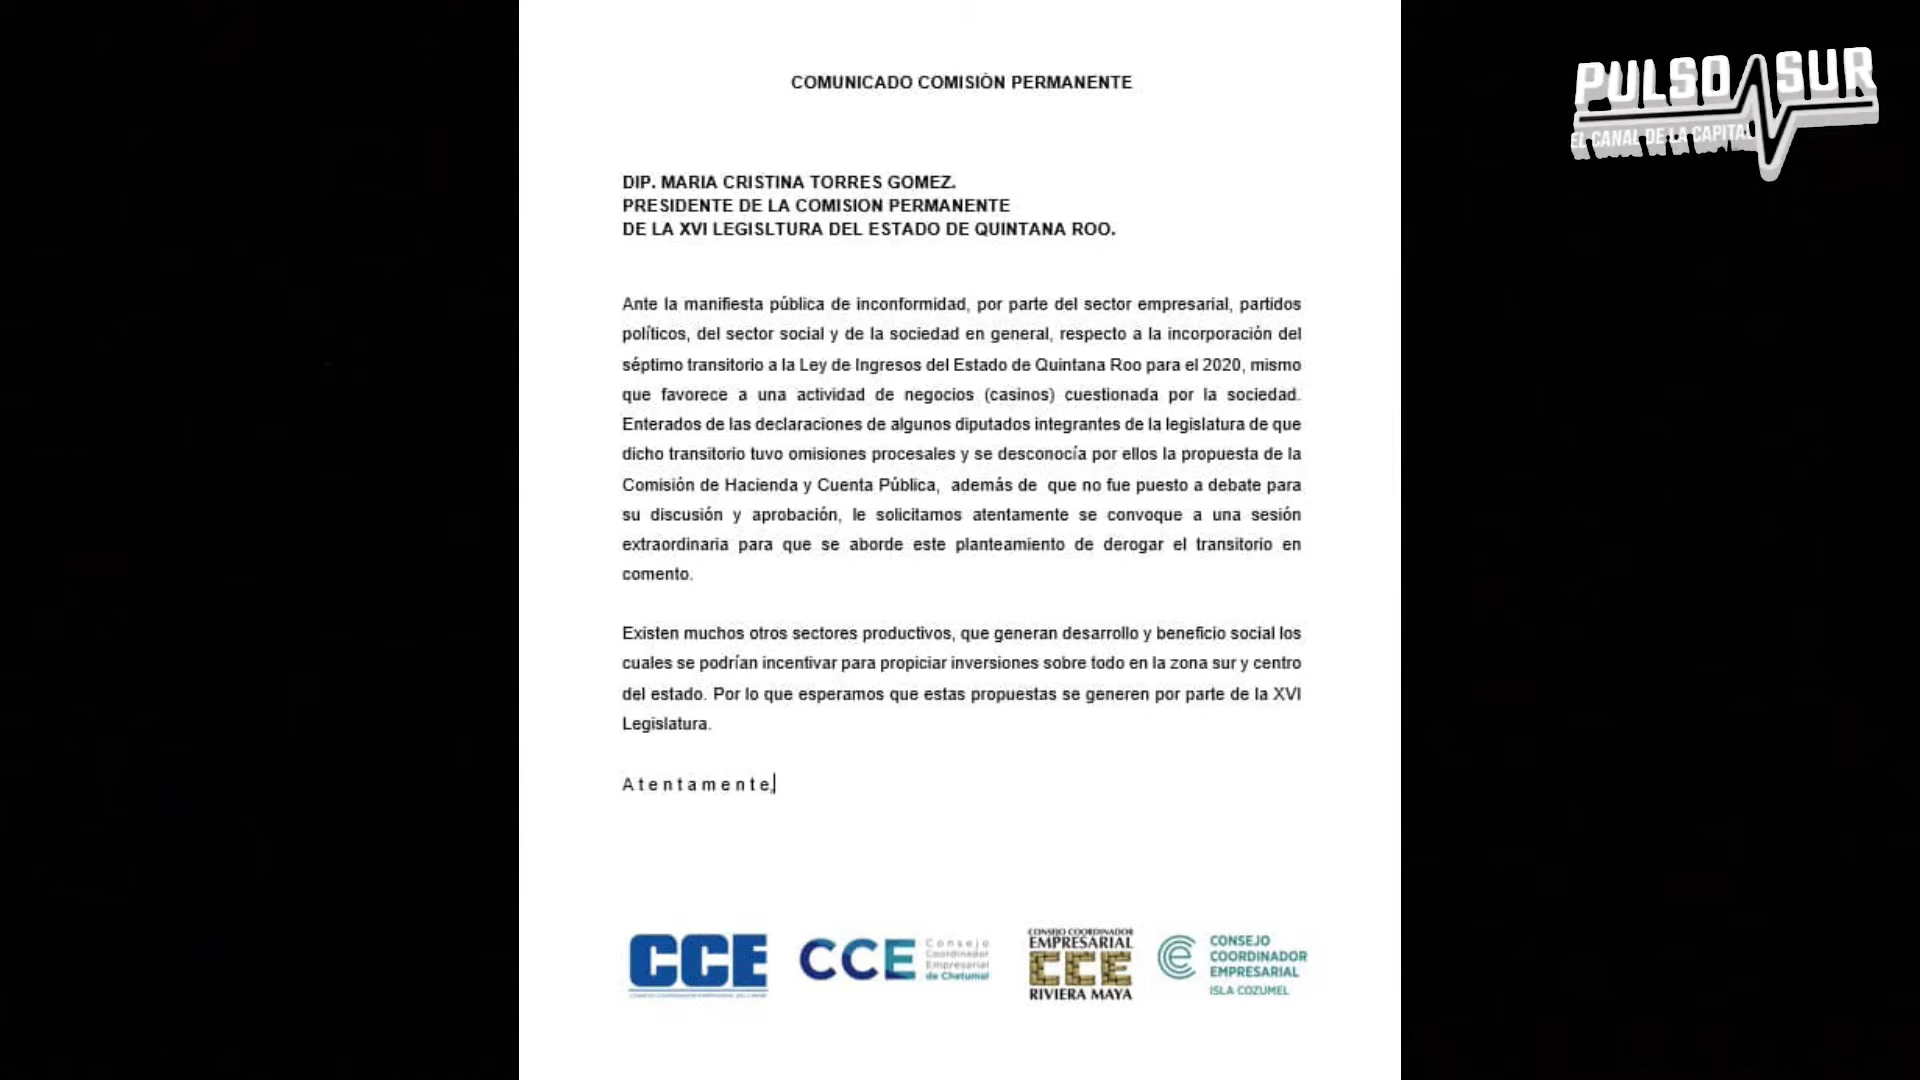 PULSO SUR
EL CANAL DE LA CAPITAL
COMUNICADO COMISIÓN PERMANENTE
DIP. MARIA CRISTINA TORRES GOMEZ.
PRESIDENTE DE LA COMISION PERMANENTE
DE LA XVI LEGISLTURA DEL ESTADO DE QUINTANA ROO.
Ante la manifiesta pública de inconformidad, por parte del sector empresarial, partidos
políticos, del sector social y de la sociedad en general, respecto a la incorporación del
séptimo transitorio a la Ley de Ingresos del Estado de Quintana Roo para el 2020, mismo
que favorece a una actividad de negocios (casinos) cuestionada por la sociedad.
Enterados de las declaraciones de algunos diputados integrantes de la legislatura de que
dicho transitorio tuvo omisiones procesales y se desconocía por ellos la propuesta de la
Comisión de Hacienda y Cuenta Pública, además de que no fue puesto a debate para
su discusión y aprobación, le solicitamos atentamente se convoque a una sesión
extraordinaria para que se aborde este planteamiento de derogar el transitorio en
comento.
Existen muchos otros sectores productivos, que generan desarrollo y beneficio social los
cuales se podrían incentivar para propiciar inversiones sobre todo en la zona sur y centro
del estado. Por lo que esperamos que estas propuestas se generen por parte de la XVI
Legislatura.
A t e n t a m e n t e,
CCE
CCE
Consejo
Coordinador
Empresarial
de Chetumal
CONSEJO COORDINADOR
EMPRESARIAL
CCE
RIVIERA MAYA
CONSEJO
COORDINADOR
EMPRESARIAL
ISLA COZUMEL